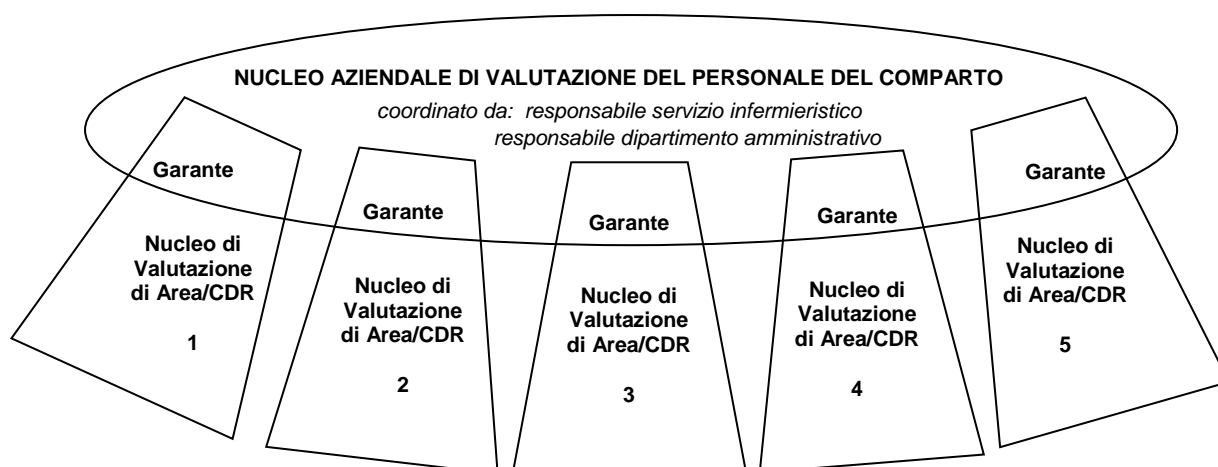 NUCLEO AZIENDALE DI VALUTAZIONE DEL PERSONALE DEL COMPARTO
coordinato da: responsabile servizio infermieristico
responsabile dipartimento amministrativo
Garante
Nucleo di
Valutazione
di Area/CDR
1
Garante
Nucleo di
Valutazione
di Area/CDR
2
Garante
Nucleo di
Valutazione
di Area/CDR
3
Garante
Nucleo di
Valutazione
di Area/CDR
4
Garante
Nucleo di
Valutazione
di Area/CDR
5